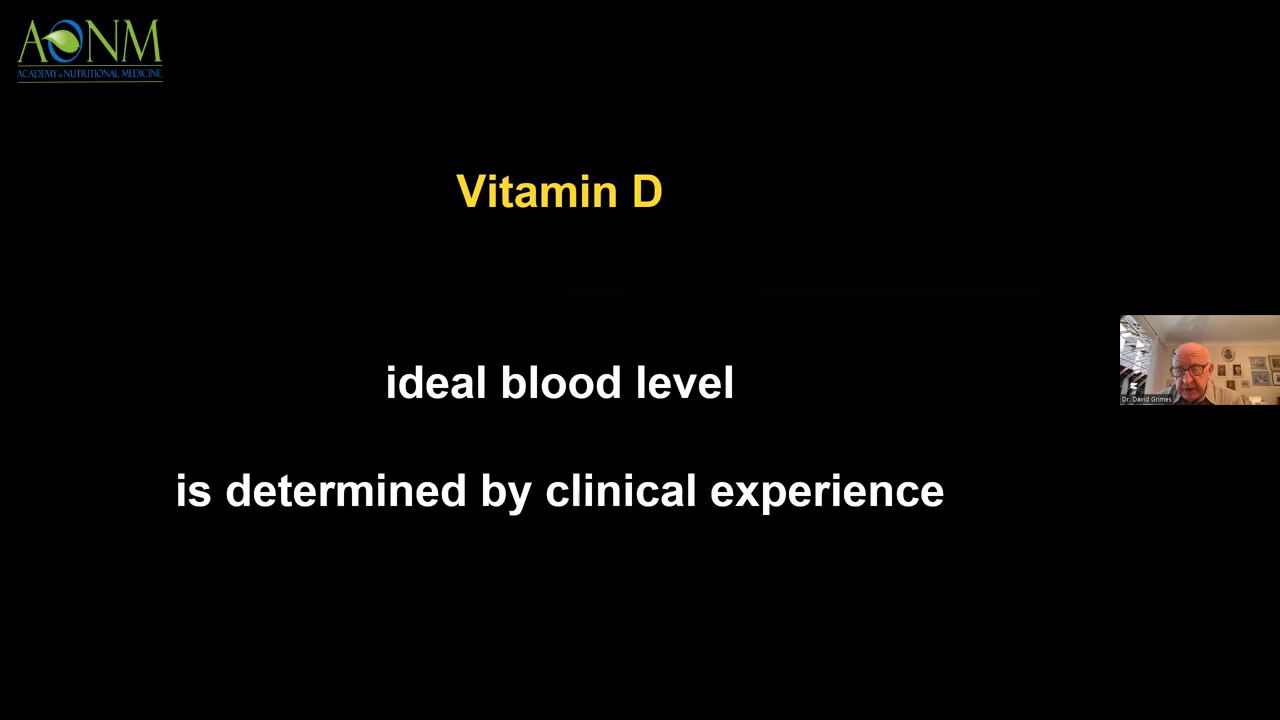 AONM
ACADEMY of NUTRITIONAL MEDICINE
Vitamin D
ideal blood level
is determined by clinical experience
Dr. David Grimes